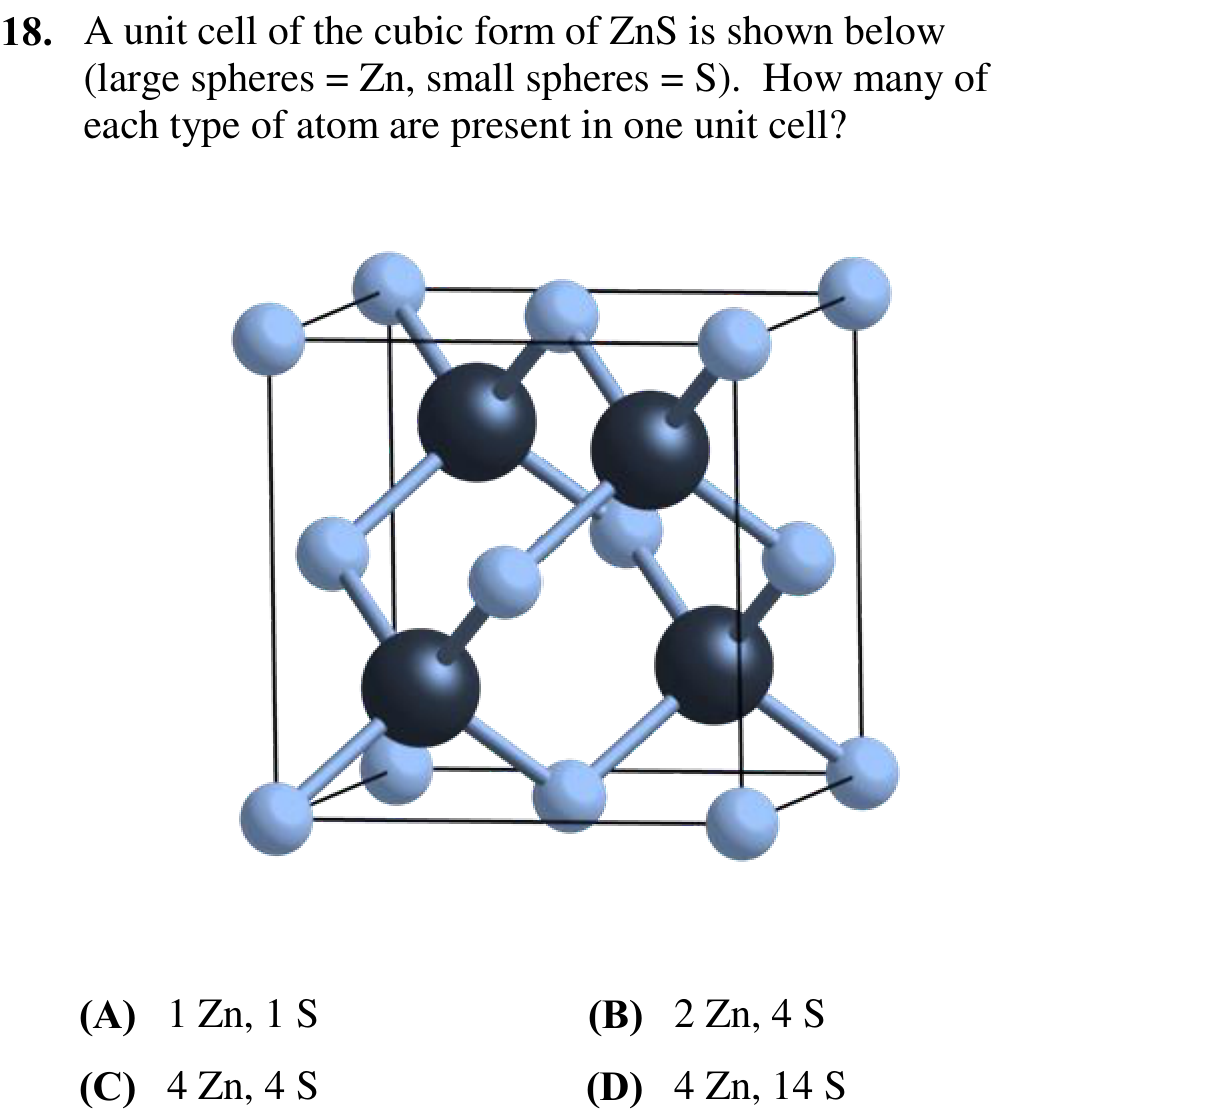 18. A unit cell of the cubic form of ZnS is shown below
(large spheres = Zn, small spheres = S).  How many of
each type of atom are present in one unit cell?
(A) 1 Zn, 1 S (B) 2 Zn, 4 S
(C) 4 Zn, 4 S (D) 4 Zn, 14 S